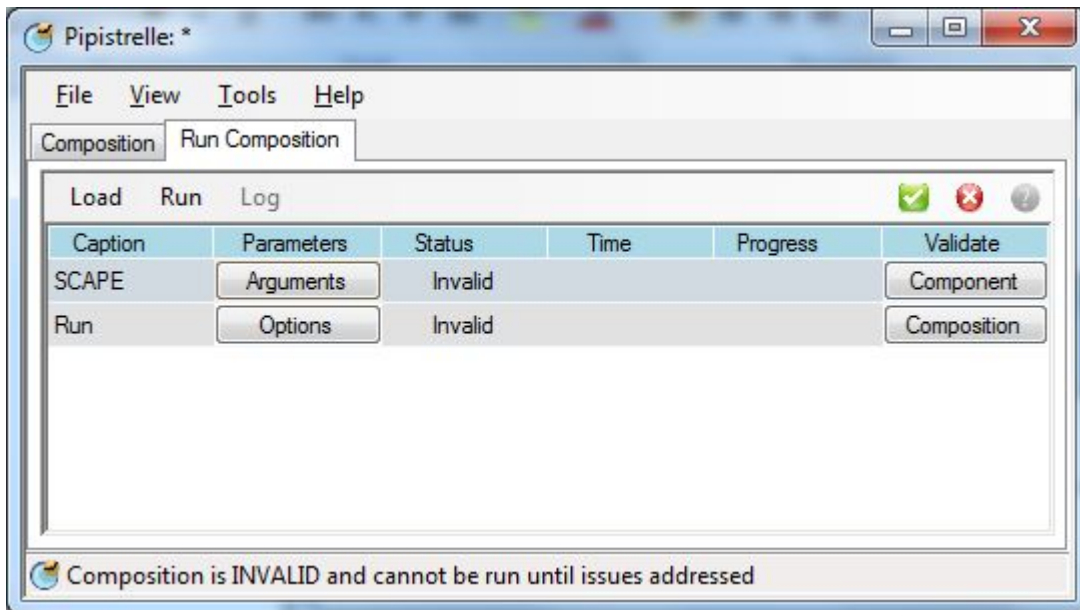 Pipistrelle: *
File View Tools Help
Composition Run Composition
Load Run Log
Caption Parameters Status Time Progress Validate
SCAPE Arguments Invalid Component
Run Options Invalid Composition
Composition is INVALID and cannot be run until issues addressed